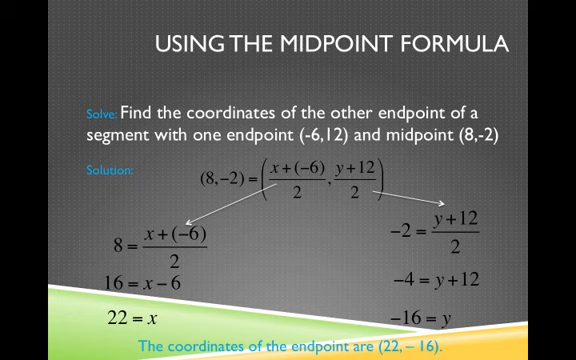 USING THE MIDPOINT FORMULA
Solve: Find the coordinates of the other endpoint of a
segment with one endpoint (-6,12) and midpoint (8,-2)
Solution:
(8,−2) = ( x + (−6) / 2 , y + 12 / 2 )
8 = x + (−6) / 2
−2 = y + 12 / 2
16 = x − 6
−4 = y + 12
22 = x
−16 = y
The coordinates of the endpoint are (22, – 16).